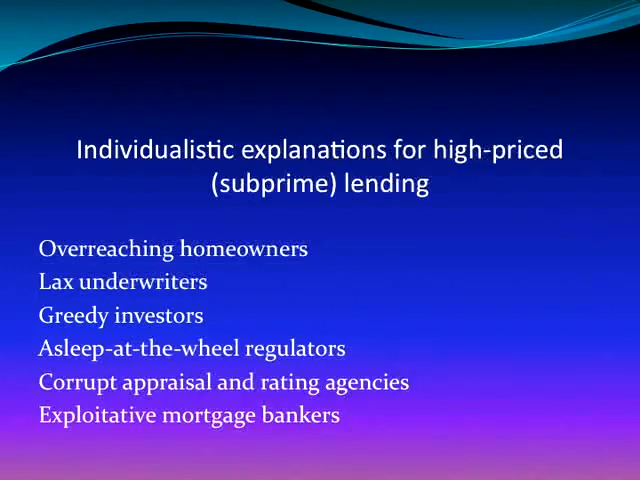 Individualistic explanations for high-priced
(subprime) lending
Overreaching homeowners
Lax underwriters
Greedy investors
Asleep-at-the-wheel regulators
Corrupt appraisal and rating agencies
Exploitative mortgage bankers